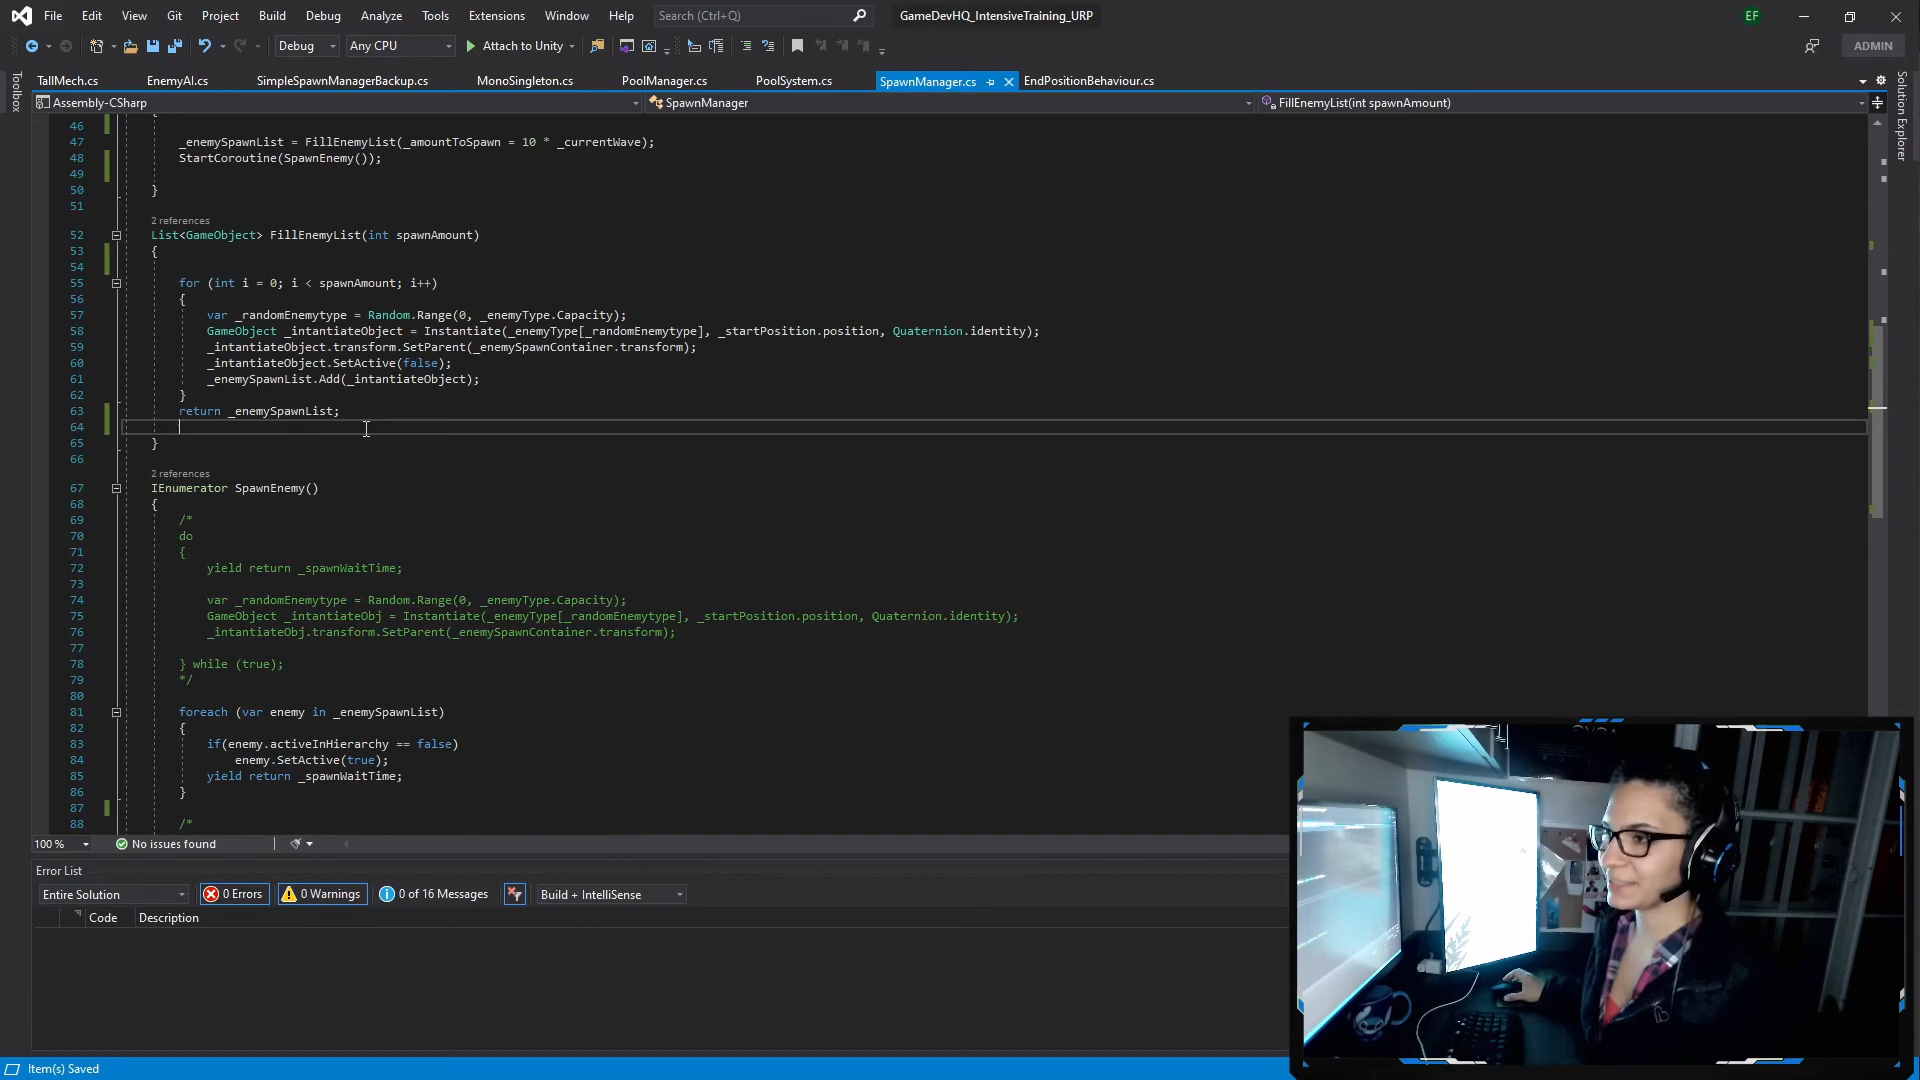 File Edit View Git Project Build Debug Analyze Tools Extensions Window Help Search (Ctrl+Q) GameDevHQ_IntensiveTraining_URP EF
Debug Any CPU Attach to Unity ADMIN
Toolbox
TallMech.cs EnemyAI.cs SimpleSpawnManagerBackup.cs MonoSingleton.cs PoolManager.cs PoolSystem.cs SpawnManager.cs EndPositionBehaviour.cs
Solution Explorer
Assembly-CSharp SpawnManager FillEnemyList(int spawnAmount)
46
47 _enemySpawnList = FillEnemyList(_amountToSpawn = 10 * _currentWave);
48 StartCoroutine(SpawnEnemy());
49
50 }
51
2 references
52 List<GameObject> FillEnemyList(int spawnAmount)
53 {
54
55 for (int i = 0; i < spawnAmount; i++)
56 {
57 var _randomEnemytype = Random.Range(0, _enemyType.Capacity);
58 GameObject _intantiateObject = Instantiate(_enemyType[_randomEnemytype], _startPosition.position, Quaternion.identity);
59 _intantiateObject.transform.SetParent(_enemySpawnContainer.transform);
60 _intantiateObject.SetActive(false);
61 _enemySpawnList.Add(_intantiateObject);
62 }
63 return _enemySpawnList;
64
65 }
66
2 references
67 IEnumerator SpawnEnemy()
68 {
69 /*
70 do
71 {
72 yield return _spawnWaitTime;
73
74 var _randomEnemytype = Random.Range(0, _enemyType.Capacity);
75 GameObject _intantiateObj = Instantiate(_enemyType[_randomEnemytype], _startPosition.position, Quaternion.identity);
76 _intantiateObj.transform.SetParent(_enemySpawnContainer.transform);
77
78 } while (true);
79 */
80
81 foreach (var enemy in _enemySpawnList)
82 {
83 if(enemy.activeInHierarchy == false)
84 enemy.SetActive(true);
85 yield return _spawnWaitTime;
86 }
87
88 /*
100 % No issues found
Error List
Entire Solution 0 Errors 0 Warnings 0 of 16 Messages Build + IntelliSense
Code Description
Item(s) Saved